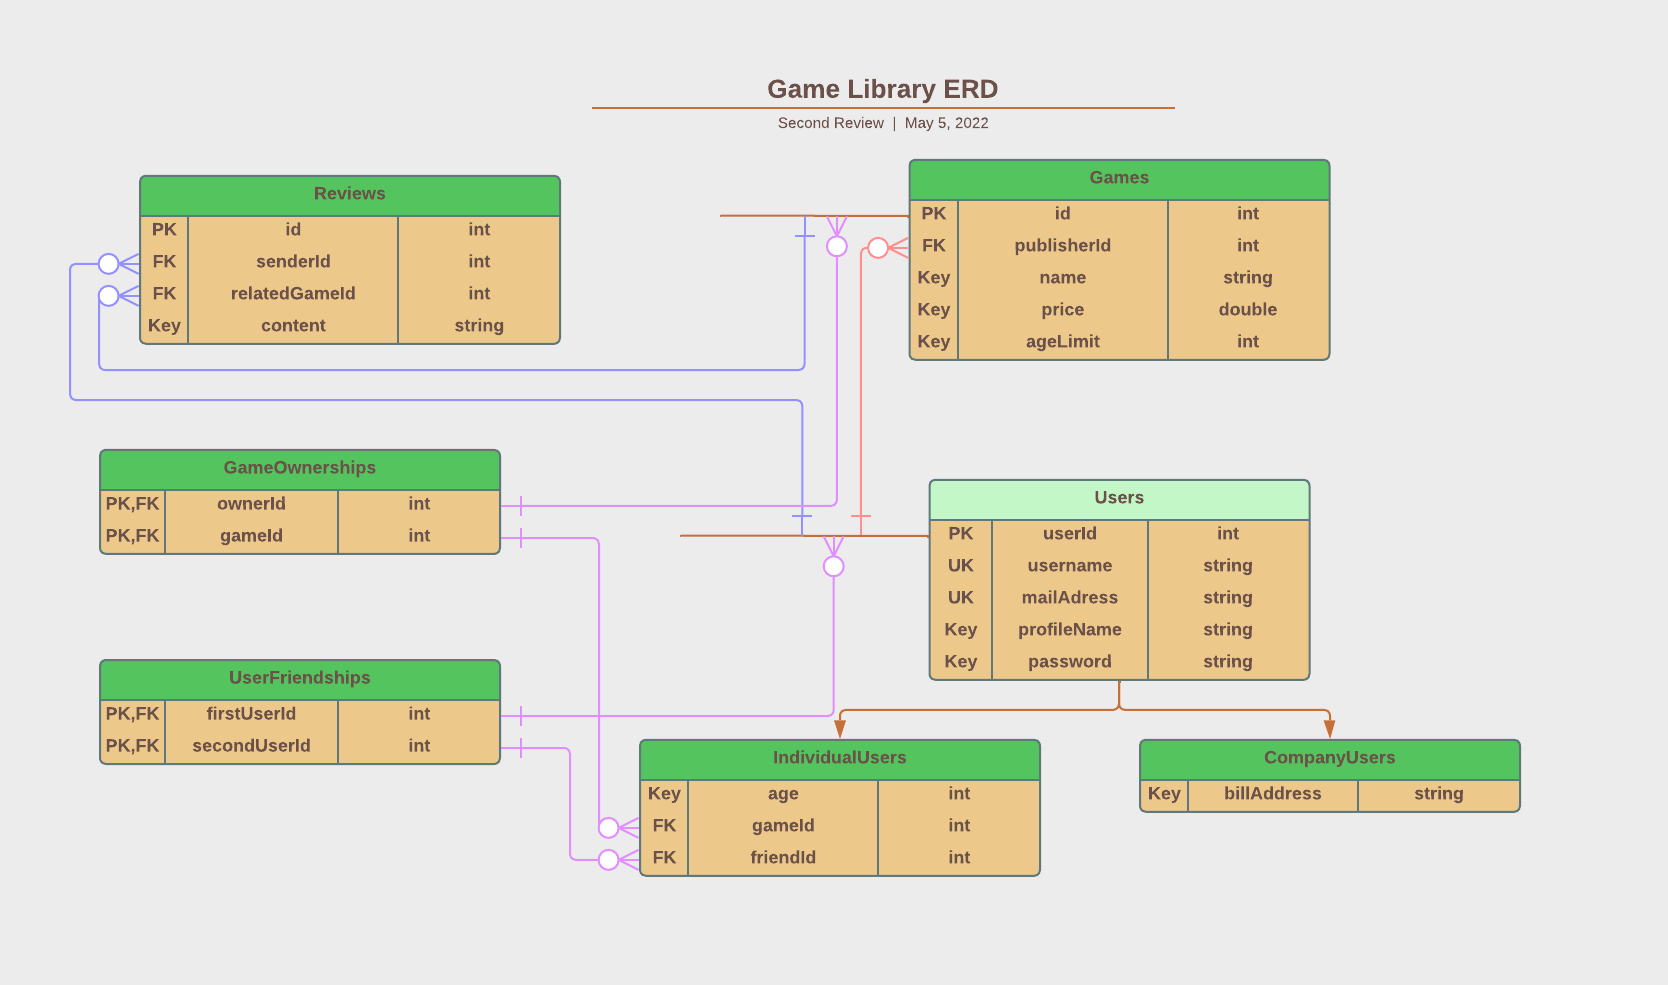 Game Library ERD
Second Review | May 5, 2022
Reviews
PK id int
FK senderId int
FK relatedGameId int
Key content string
Games
PK id int
FK publisherId int
Key name string
Key price double
Key ageLimit int
GameOwnerships
PK,FK ownerId int
PK,FK gameId int
Users
PK userId int
UK username string
UK mailAdress string
Key profileName string
Key password string
UserFriendships
PK,FK firstUserId int
PK,FK secondUserId int
IndividualUsers
Key age int
FK gameId int
FK friendId int
CompanyUsers
Key billAddress string